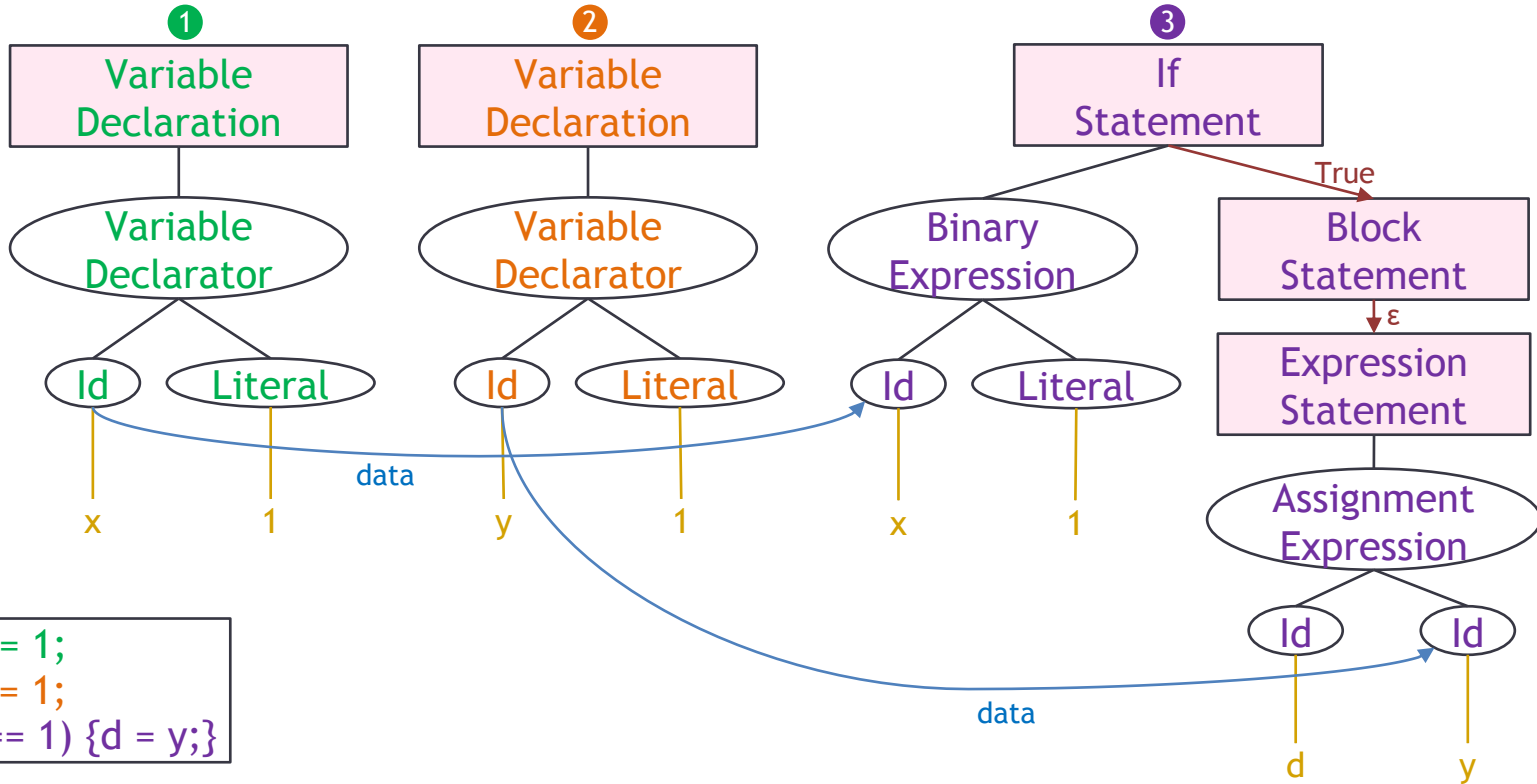 1
2
3
Variable
Declaration
Variable
Declaration
If
Statement
True
Variable
Declarator
Variable
Declarator
Binary
Expression
Block
Statement
ε
Id
Literal
Id
Literal
Id
Literal
Expression
Statement
data
x
1
y
1
x
1
Assignment
Expression
Id
Id
= 1;
= 1;
== 1) {d = y;}
data
d
y